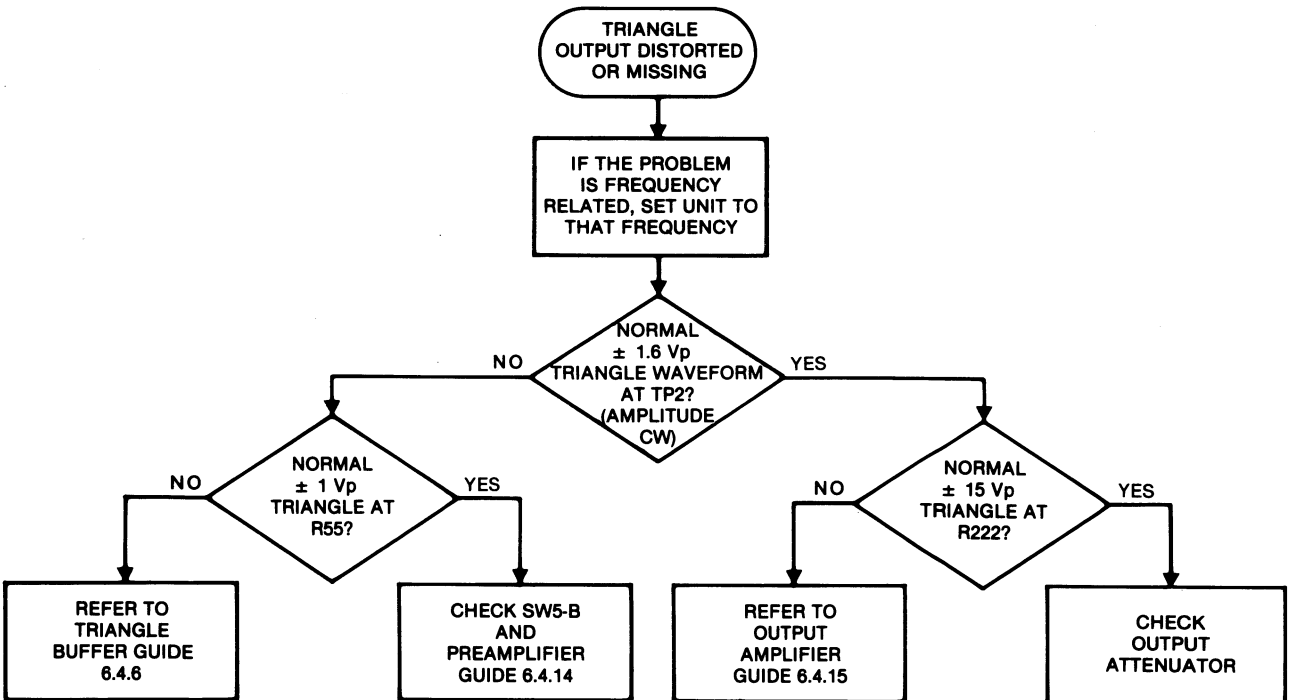 TRIANGLE
OUTPUT DISTORTED
OR MISSING
IF THE PROBLEM
IS FREQUENCY
RELATED, SET UNIT TO
THAT FREQUENCY
NORMAL
± 1.6 Vp
TRIANGLE WAVEFORM
AT TP2?
(AMPLITUDE
CW)
NO
YES
NORMAL
± 1 Vp
TRIANGLE AT
R55?
NO
YES
NORMAL
± 15 Vp
TRIANGLE AT
R222?
NO
YES
REFER TO
TRIANGLE
BUFFER GUIDE
6.4.6
CHECK SW5-B
AND
PREAMPLIFIER
GUIDE 6.4.14
REFER TO
OUTPUT
AMPLIFIER
GUIDE 6.4.15
CHECK
OUTPUT
ATTENUATOR